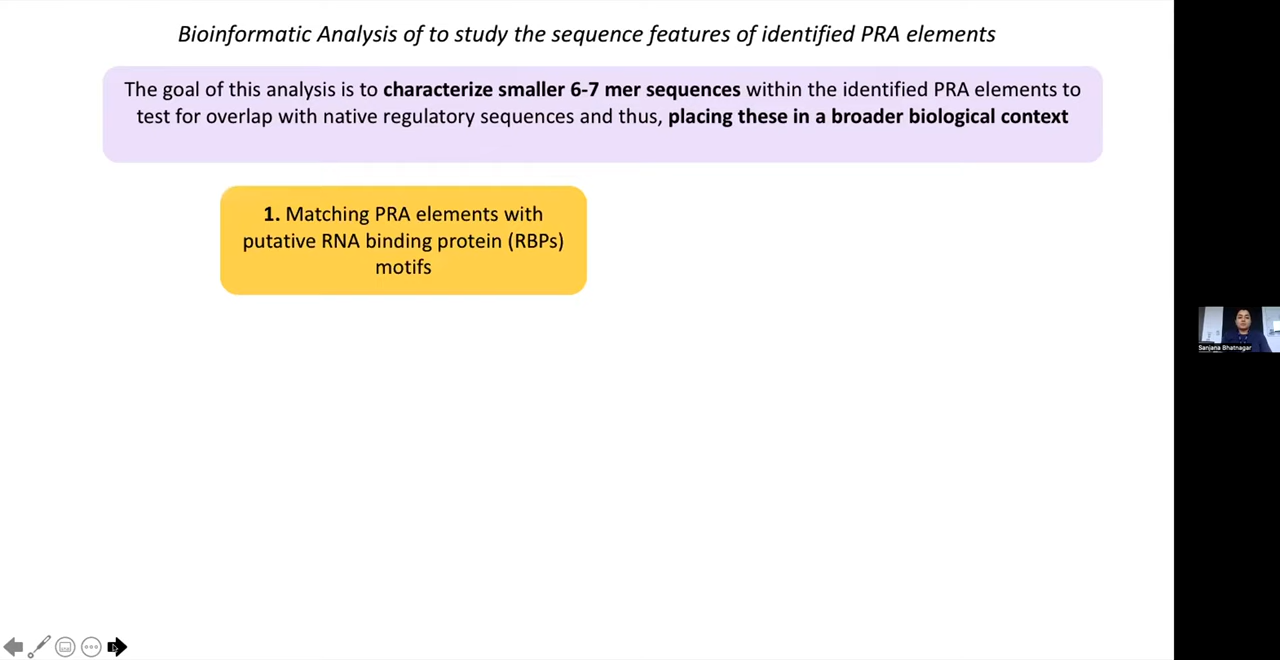 Bioinformatic Analysis of to study the sequence features of identified PRA elements
The goal of this analysis is to characterize smaller 6-7 mer sequences within the identified PRA elements to
test for overlap with native regulatory sequences and thus, placing these in a broader biological context
1. Matching PRA elements with
putative RNA binding protein (RBPs)
motifs
Sanjana Bhatnagar